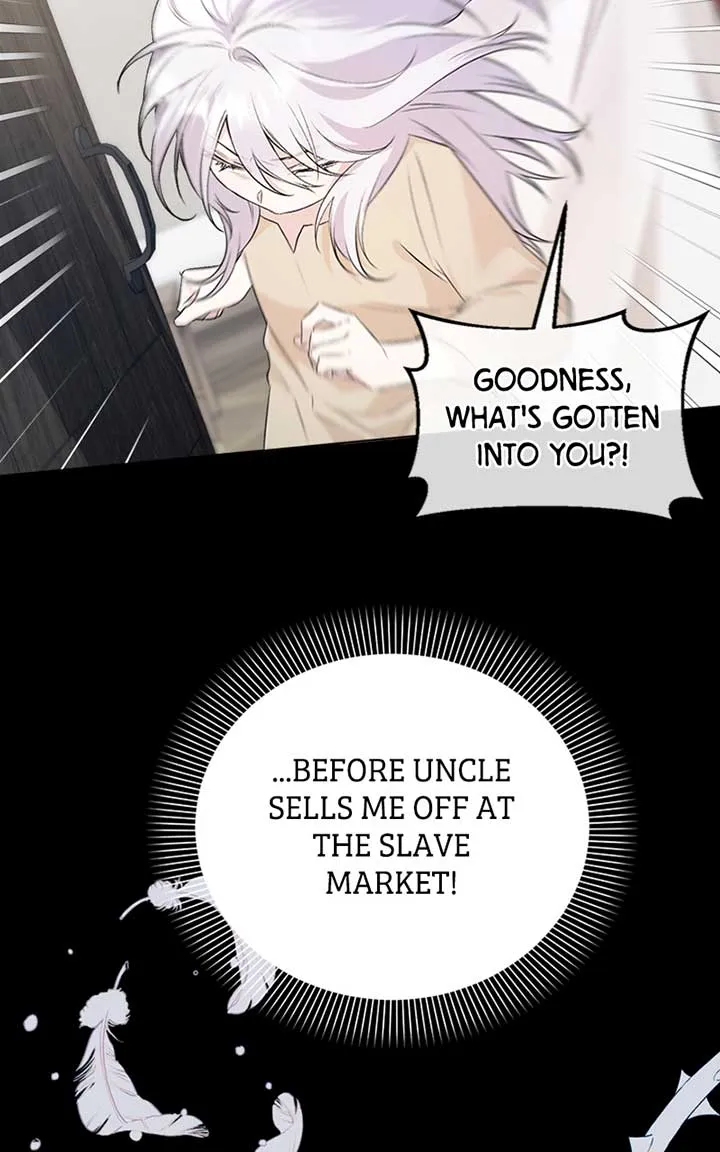 GOODNESS,
WHAT'S GOTTEN
INTO YOU?!
...BEFORE UNCLE
SELLS ME OFF AT
THE SLAVE
MARKET!